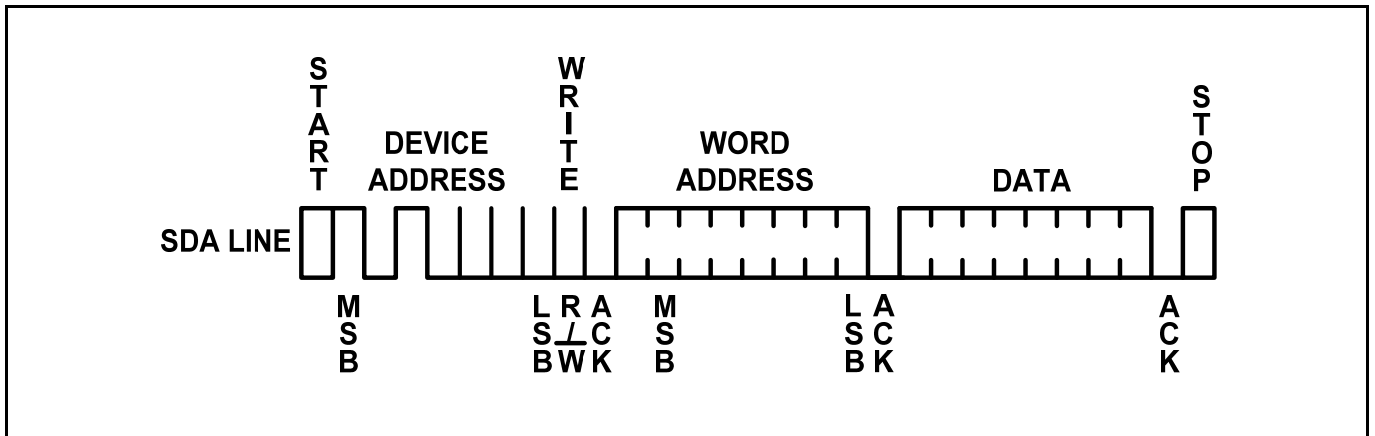 START
WRITE
STOP
DEVICE
ADDRESS
WORD
ADDRESS
DATA
SDA LINE
MSB
LSB
R/W
ACK
MSB
LSB
ACK
ACK